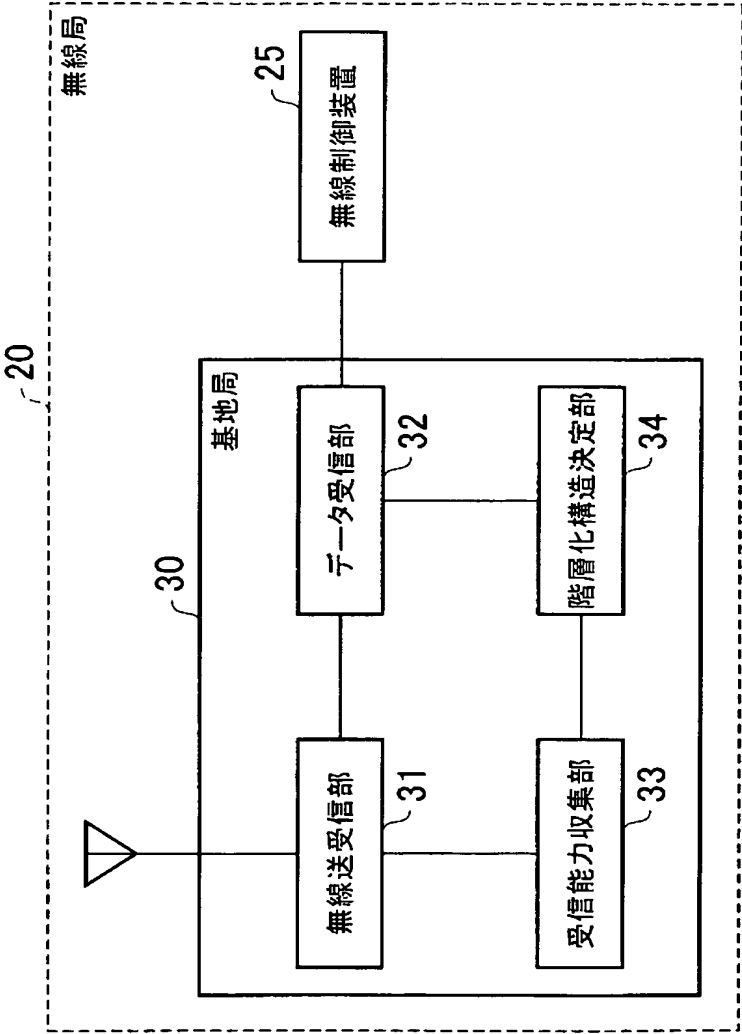 20
無線局
30
基地局
無線送受信部
31
データ受信部
32
無線制御装置
25
受信能力収集部
33
階層化構造決定部
34